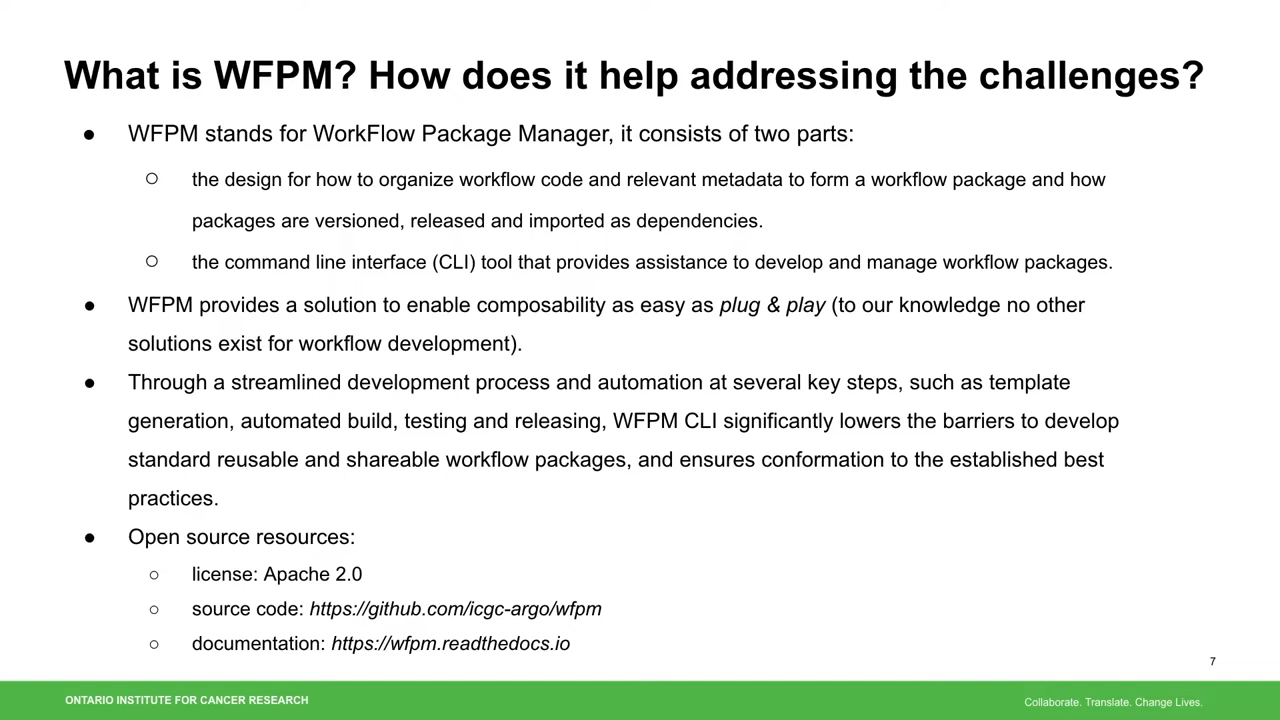 What is WFPM? How does it help addressing the challenges?
● WFPM stands for WorkFlow Package Manager, it consists of two parts:
○ the design for how to organize workflow code and relevant metadata to form a workflow package and how
packages are versioned, released and imported as dependencies.
○ the command line interface (CLI) tool that provides assistance to develop and manage workflow packages.
● WFPM provides a solution to enable composability as easy as plug & play (to our knowledge no other
solutions exist for workflow development).
● Through a streamlined development process and automation at several key steps, such as template
generation, automated build, testing and releasing, WFPM CLI significantly lowers the barriers to develop
standard reusable and shareable workflow packages, and ensures conformation to the established best
practices.
● Open source resources:
○ license: Apache 2.0
○ source code: https://github.com/icgc-argo/wfpm
○ documentation: https://wfpm.readthedocs.io
7
ONTARIO INSTITUTE FOR CANCER RESEARCH
Collaborate. Translate. Change Lives.